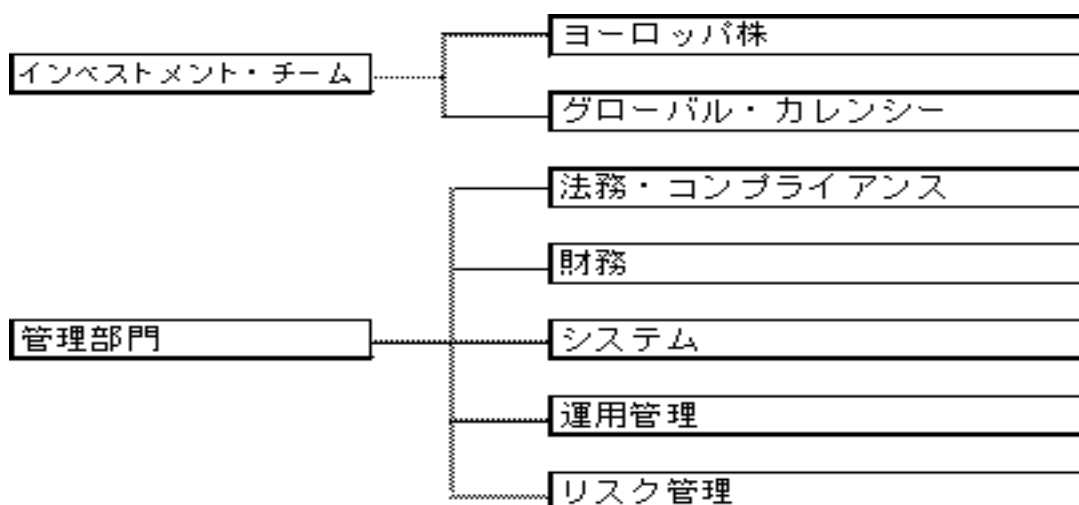 ヨーロッパ株
インベストメント・チーム
グローバル・カレンシー
法務・コンプライアンス
財務
管理部門
システム
運用管理
リスク管理